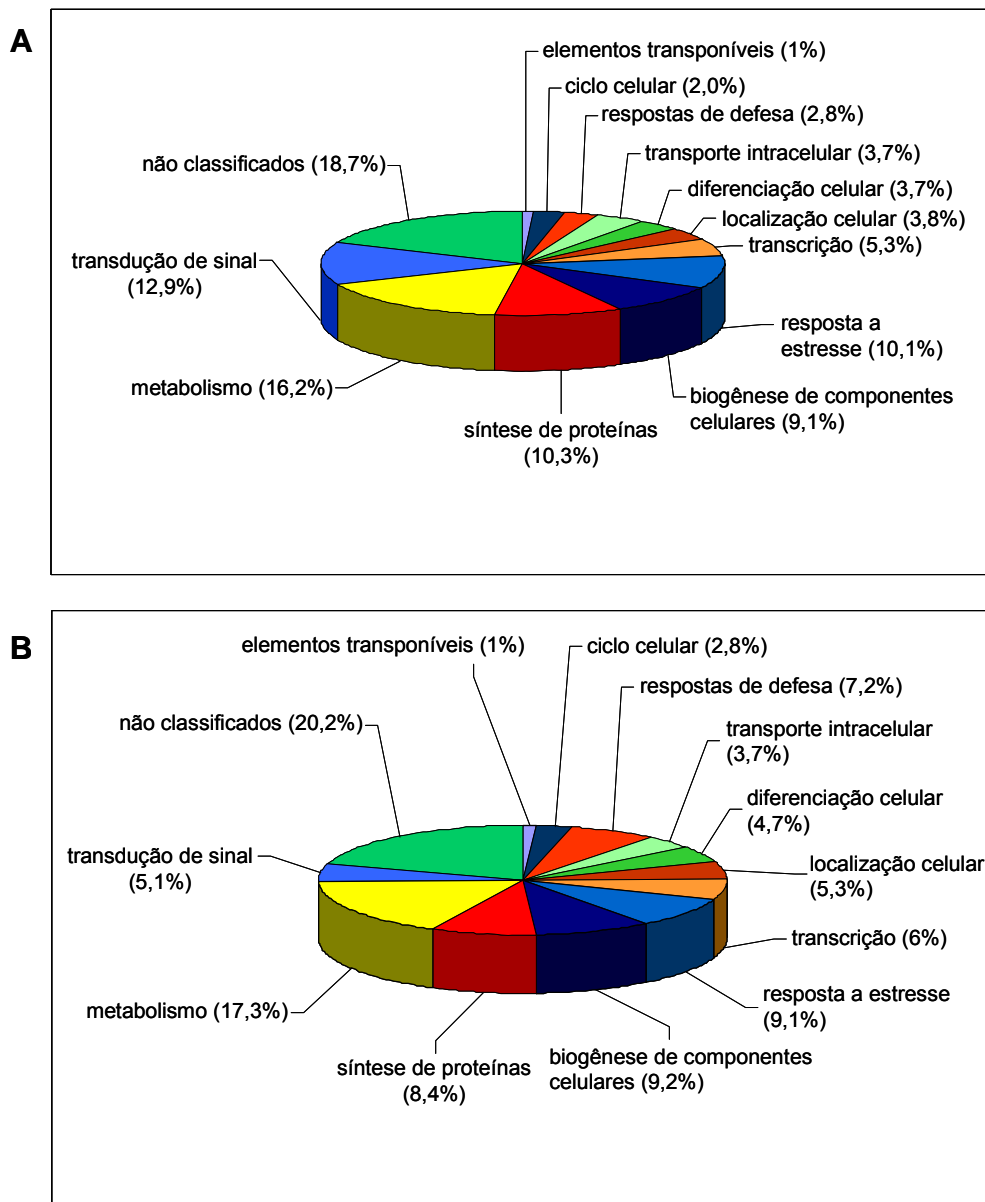 A
elementos transponíveis (1%)
ciclo celular (2,0%)
respostas de defesa (2,8%)
não classificados (18,7%)
transporte intracelular (3,7%)
diferenciação celular (3,7%)
localização celular (3,8%)
transcrição (5,3%)
transdução de sinal
(12,9%)
resposta a
estresse (10,1%)
metabolismo (16,2%)
biogênese de componentes
celulares (9,1%)
síntese de proteínas
(10,3%)
B
elementos transponíveis (1%)
ciclo celular (2,8%)
respostas de defesa (7,2%)
não classificados (20,2%)
transporte intracelular
(3,7%)
diferenciação celular
(4,7%)
transdução de sinal
(5,1%)
localização celular
(5,3%)
transcrição (6%)
resposta a estresse
(9,1%)
metabolismo (17,3%)
síntese de proteínas
(8,4%)
biogênese de componentes
celulares (9,2%)